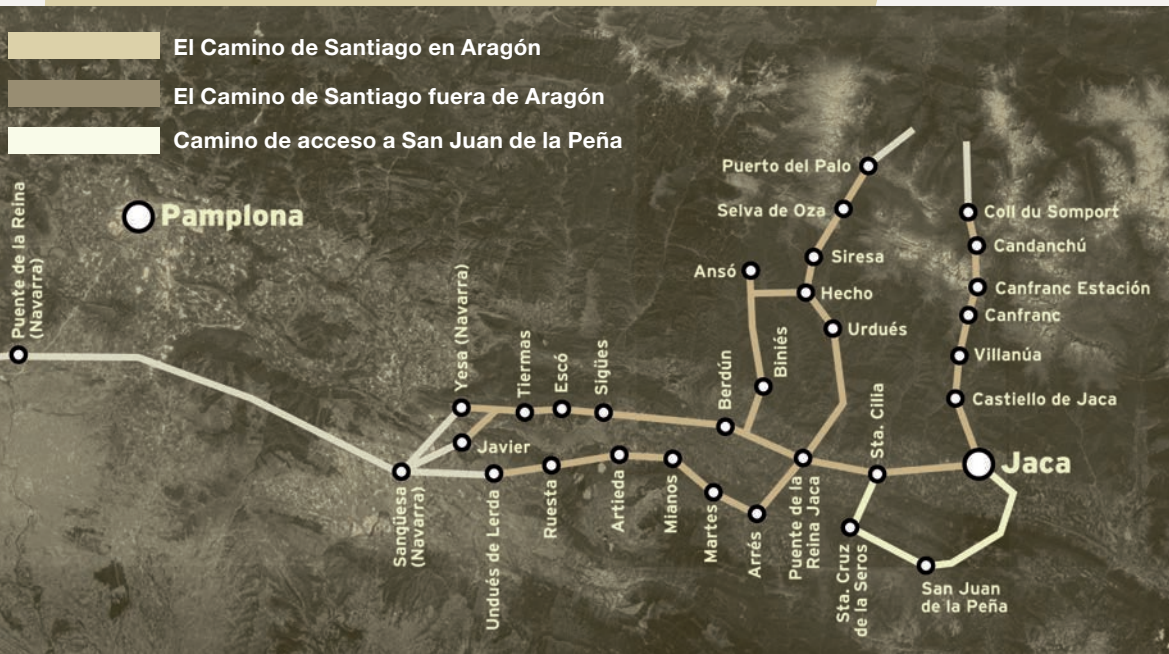 El Camino de Santiago en Aragón
El Camino de Santiago fuera de Aragón
Camino de acceso a San Juan de la Peña
Puente de la Reina
(Navarra)
Pamplona
Puerto del Palo
Selva de Oza
Siresa
Ansó
Hecho
Urdués
Biniés
Coll du Somport
Candanchú
Canfranc Estación
Canfranc
Villanúa
Castiello de Jaca
Yesa (Navarra)
Tiermas
Escó
Sigües
Berdún
Sta. Cilia
Jaca
Javier
Sangüesa
(Navarra)
Undués de Lerda
Ruesta
Artieda
Mianos
Martes
Arrés
Puente de la
Reina Jaca
Sta. Cruz
de la Seros
San Juan
de la Peña